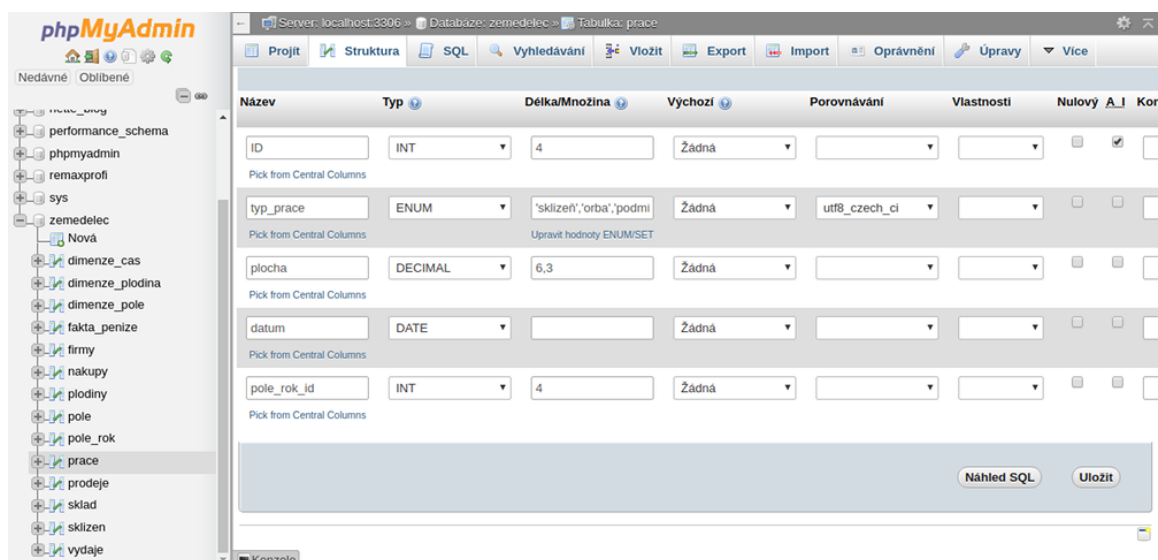 phpMyAdmin
Nedávné Oblíbené
nette_blog
performance_schema
phpmyadmin
remaxprofi
sys
zemedelec
Nová
dimenze_cas
dimenze_plodina
dimenze_pole
fakta_penize
firmy
nakupy
plodiny
pole
pole_rok
prace
prodeje
sklad
sklizen
vydaje
Server: localhost:3306 » Databáze: zemedelec » Tabulka: prace
Projít Struktura SQL Vyhledávání Vložit Export Import Oprávnění Úpravy Více
Název Typ Délka/Množina Výchozí Porovnávání Vlastnosti Nulový A_I Kor
ID INT 4 Žádná
Pick from Central Columns
typ_prace ENUM 'sklizeň','orba','podmi Žádná utf8_czech_ci
Pick from Central Columns Upravit hodnoty ENUM/SET
plocha DECIMAL 6,3 Žádná
Pick from Central Columns
datum DATE Žádná
Pick from Central Columns
pole_rok_id INT 4 Žádná
Pick from Central Columns
Náhled SQL Uložit
Konzole